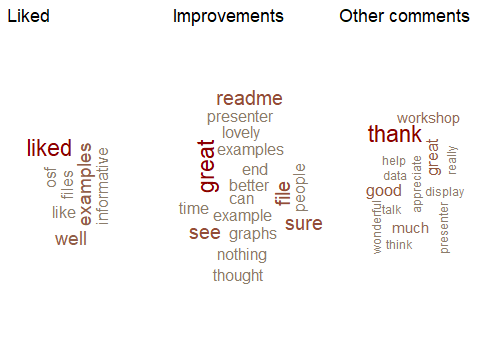 Liked
Improvements
Other comments
liked
examples
informative
osf
files
like
well
readme
presenter
lovely
great
examples
end
better
file
people
can
time
example
see
graphs
sure
nothing
thought
workshop
thank
great
really
help
data
appreciate
good
display
wonderful
talk
much
presenter
think